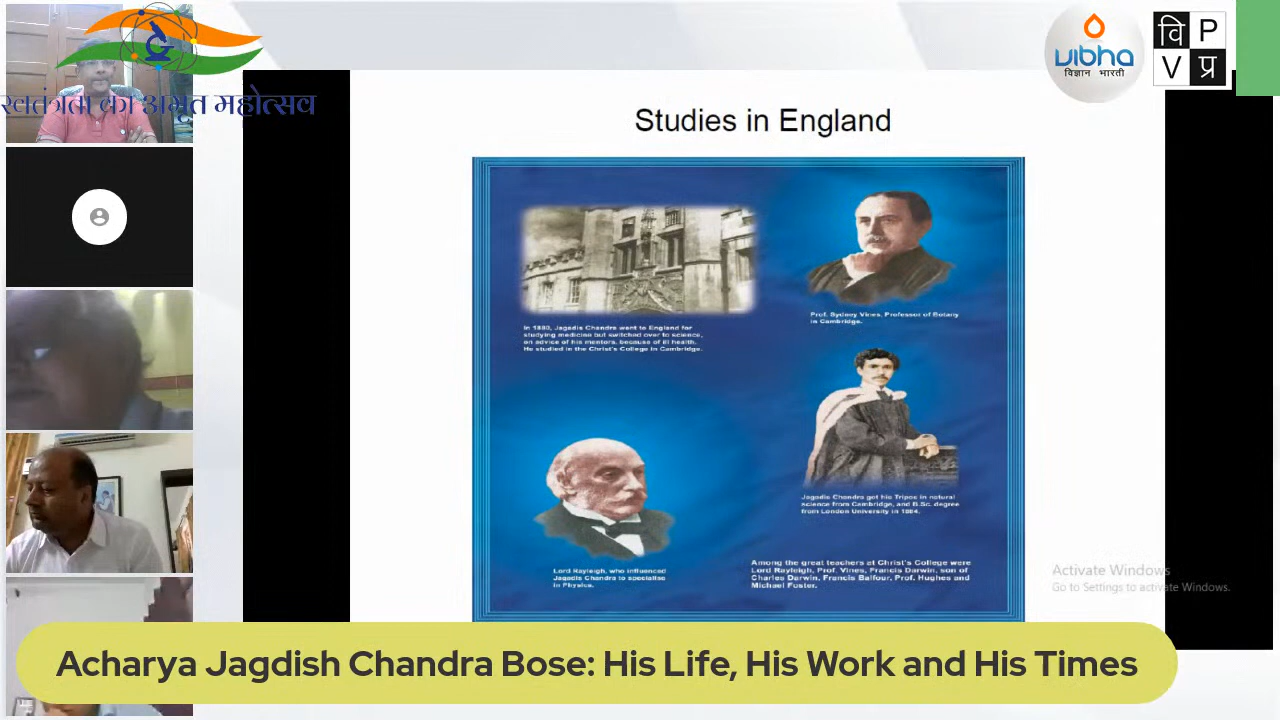 स्वतंत्रता का अमृत महोत्सव
vıbha
विज्ञान भारती
वि P
V प्र
Studies in England
In 1880, Jagadis Chandra went to England for
studying medicine but switched over to science,
on advice of his mentors, because of ill health.
He studied in the Christ's College in Cambridge.
Prof. Sydney Vines, Professor of Botany
in Cambridge.
Jagadis Chandra got his Tripos in natural
science from Cambridge, and B.Sc. degree
from London University in 1884.
Lord Rayleigh, who influenced
Jagadis Chandra to specialise
in Physics.
Among the great teachers at Christ's College were
Lord Rayleigh, Prof. Vines, Francis Darwin, son of
Charles Darwin, Francis Balfour, Prof. Hughes and
Michael Foster.
Activate Windows
Go to Settings to activate Windows.
Acharya Jagdish Chandra Bose: His Life, His Work and His Times